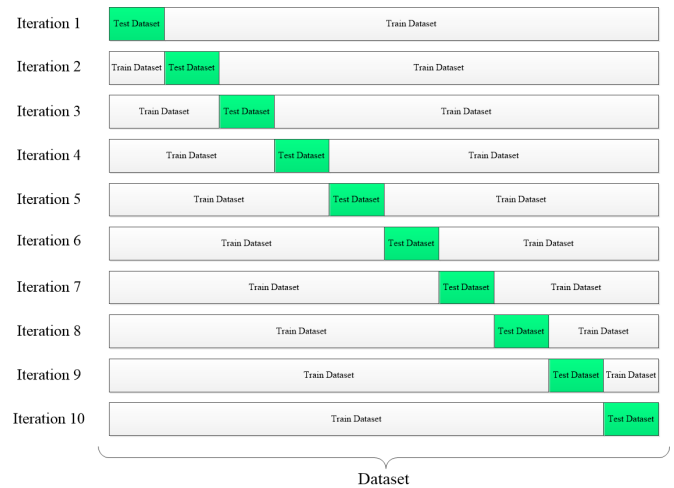 Iteration 1 Test Dataset Train Dataset
Iteration 2 Train Dataset Test Dataset Train Dataset
Iteration 3 Train Dataset Test Dataset Train Dataset
Iteration 4 Train Dataset Test Dataset Train Dataset
Iteration 5 Train Dataset Test Dataset Train Dataset
Iteration 6 Train Dataset Test Dataset Train Dataset
Iteration 7 Train Dataset Test Dataset Train Dataset
Iteration 8 Train Dataset Test Dataset Train Dataset
Iteration 9 Train Dataset Test Dataset Train Dataset
Iteration 10 Train Dataset Test Dataset
Dataset